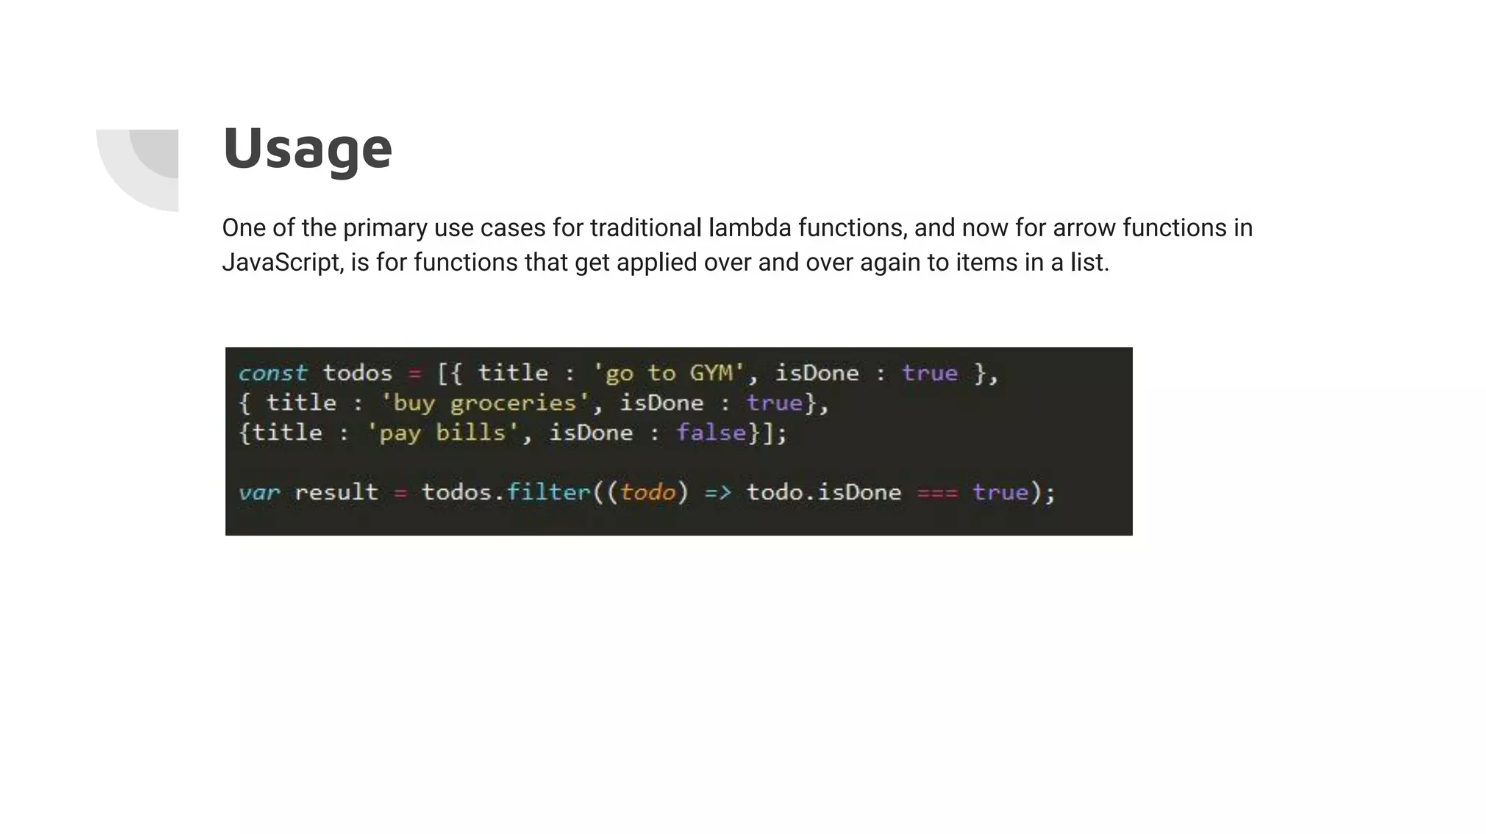 Usage
One of the primary use cases for traditional lambda functions, and now for arrow functions in
JavaScript, is for functions that get applied over and over again to items in a list.
const todos = [{ title : 'go to GYM', isDone : true },
{ title : 'buy groceries', isDone : true},
{title : 'pay bills', isDone : false}];
var result = todos.filter((todo) => todo.isDone === true);